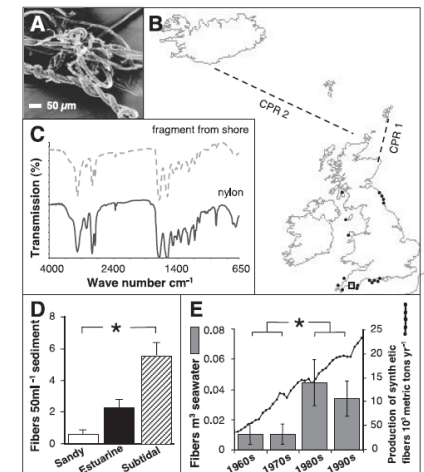 A
50 µm
B
CPR 2
CPR 1
C
fragment from shore
nylon
Transmission (%)
4000 2400 1400 650
Wave number cm-1
D
Fibers 50ml-1 sediment
8
6
4
2
0
*
Sandy
Estuarine
Subtidal
E
Fibers m3 seawater
0.08
0.06
0.04
0.02
0
*
1960s
1970s
1980s
1990s
25
20
15
10
5
0
Production of synthetic
fibers 10³ metric tons yr-1